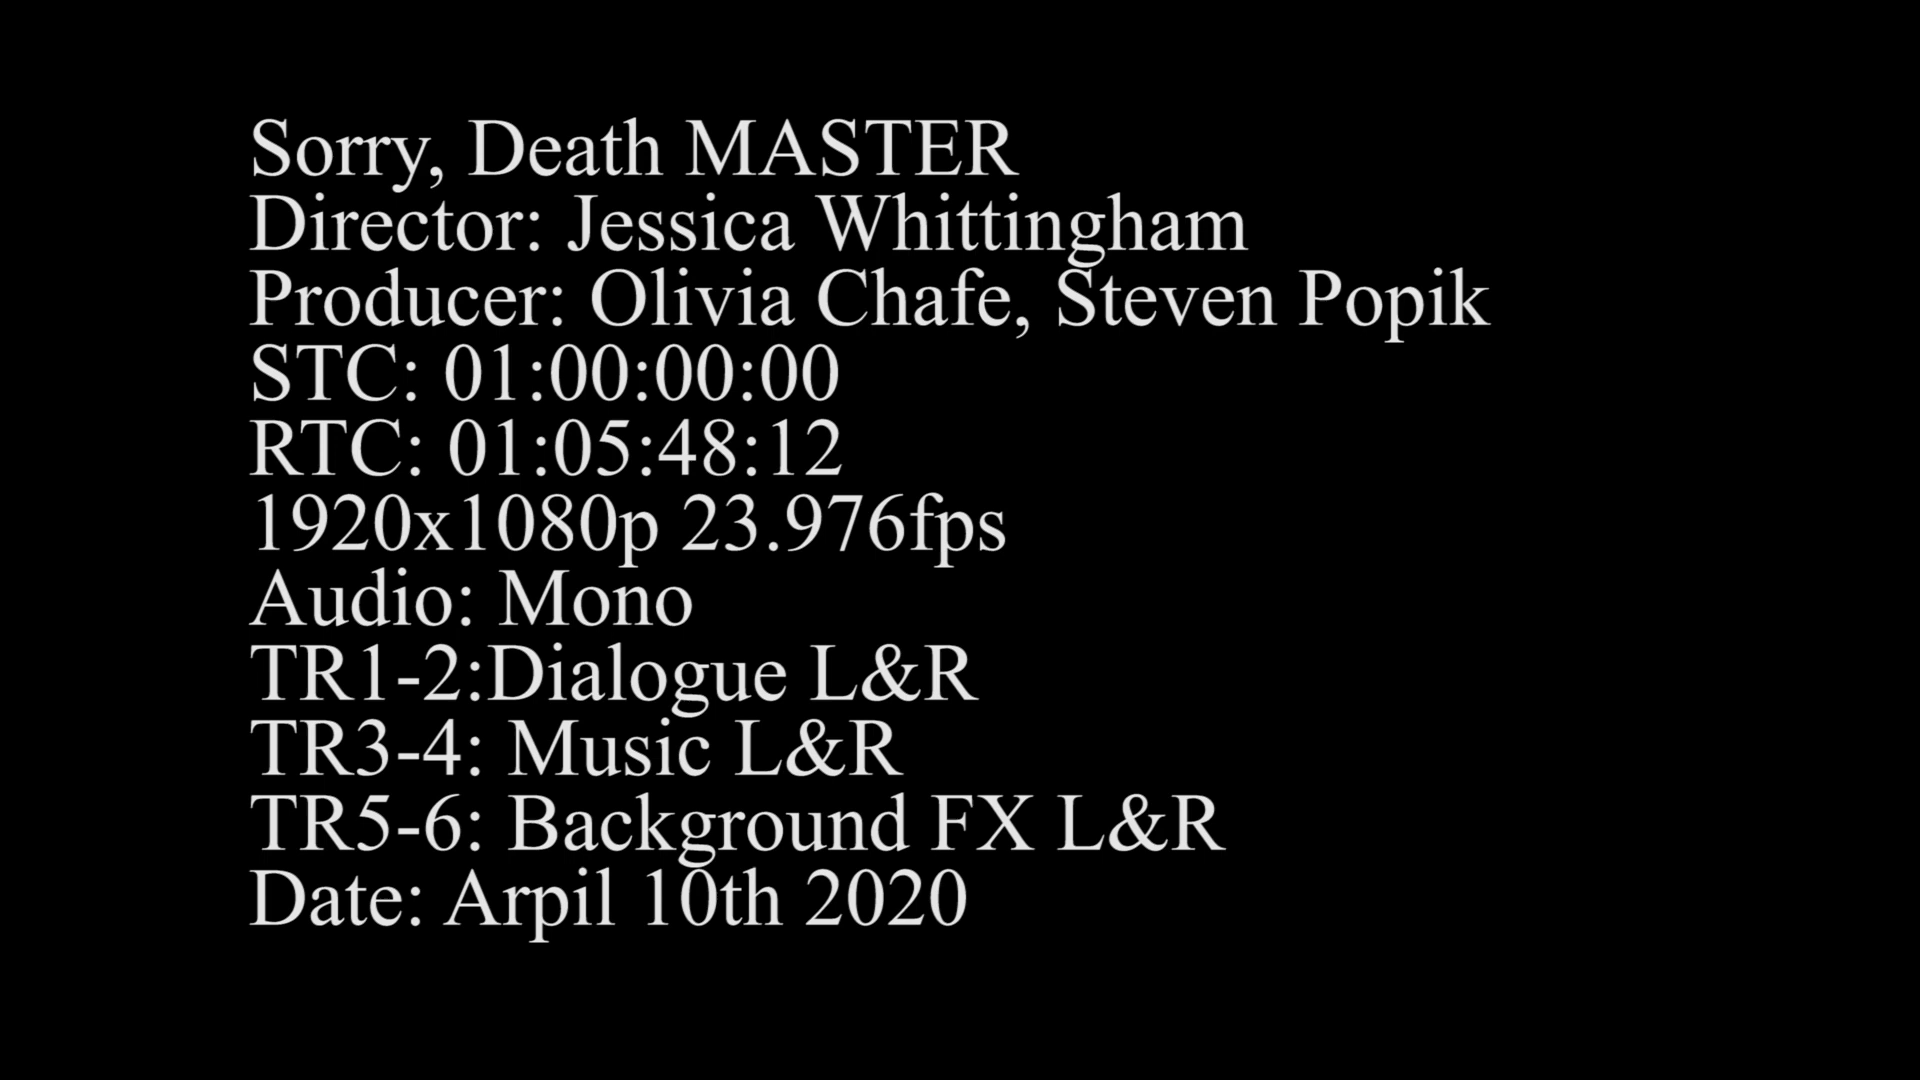 Sorry, Death MASTER
Director: Jessica Whittingham
Producer: Olivia Chafe, Steven Popik
STC: 01:00:00:00
RTC: 01:05:48:12
1920x1080p 23.976fps
Audio: Mono
TR1-2:Dialogue L&R
TR3-4: Music L&R
TR5-6: Background FX L&R
Date: Arpil 10th 2020